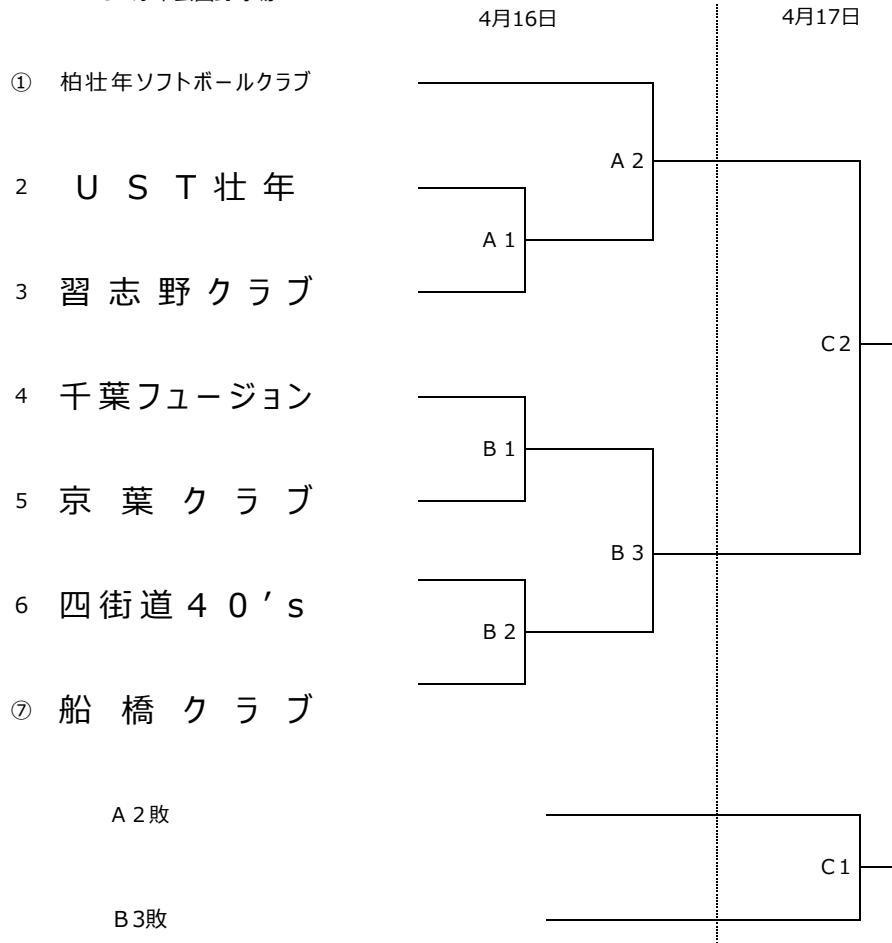 4月16日 4月17日
① 柏壮年ソフトボールクラブ
A 2
2 U S T 壮 年
A 1
3 習 志 野 ク ラ ブ
C 2
4 千 葉 フュージョン
B 1
5 京 葉 ク ラ ブ
B 3
6 四 街 道 4 0 ’ s
B 2
⑦ 船 橋 ク ラ ブ
A 2敗
C 1
B 3敗